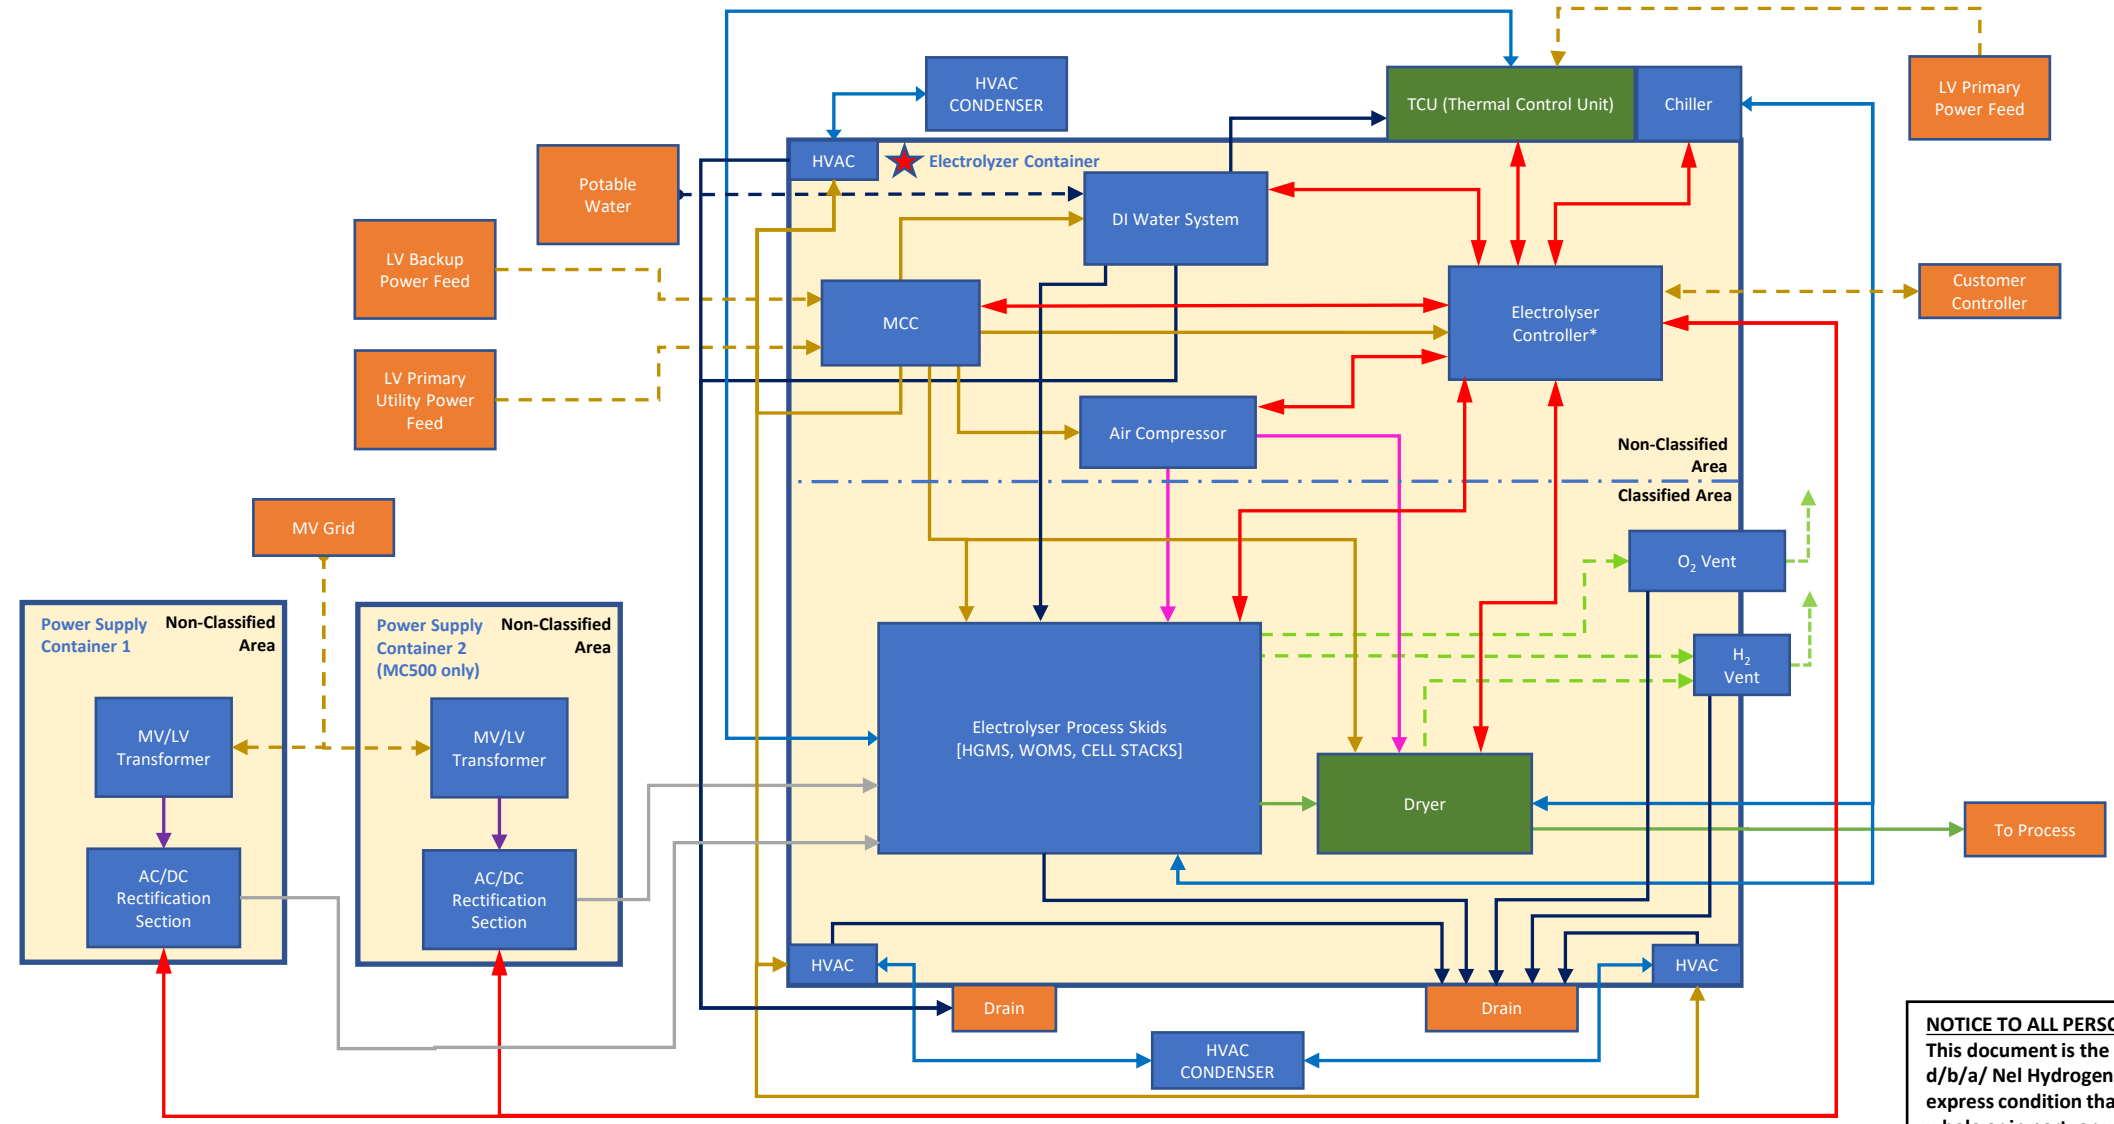 HVAC
CONDENSER
TCU (Thermal Control Unit)
Chiller
LV Primary
Power Feed
HVAC
Electrolyzer Container
Potable
Water
DI Water System
LV Backup
Power Feed
MCC
Electrolyser
Controller*
Customer
Controller
LV Primary
Utility Power
Feed
Air Compressor
Non-Classified
Area
Classified Area
MV Grid
O2 Vent
Power Supply
Container 1
Non-Classified
Area
Power Supply
Container 2
(MC500 only)
Non-Classified
Area
H2
Vent
MV/LV
Transformer
MV/LV
Transformer
Electrolyser Process Skids
[HGMS, WOMS, CELL STACKS]
Dryer
To Process
AC/DC
Rectification
Section
AC/DC
Rectification
Section
HVAC
HVAC
Drain
Drain
HVAC
CONDENSER
NOTICE TO ALL
This document is the
d/b/a/ Nel Hydrogen
express condition